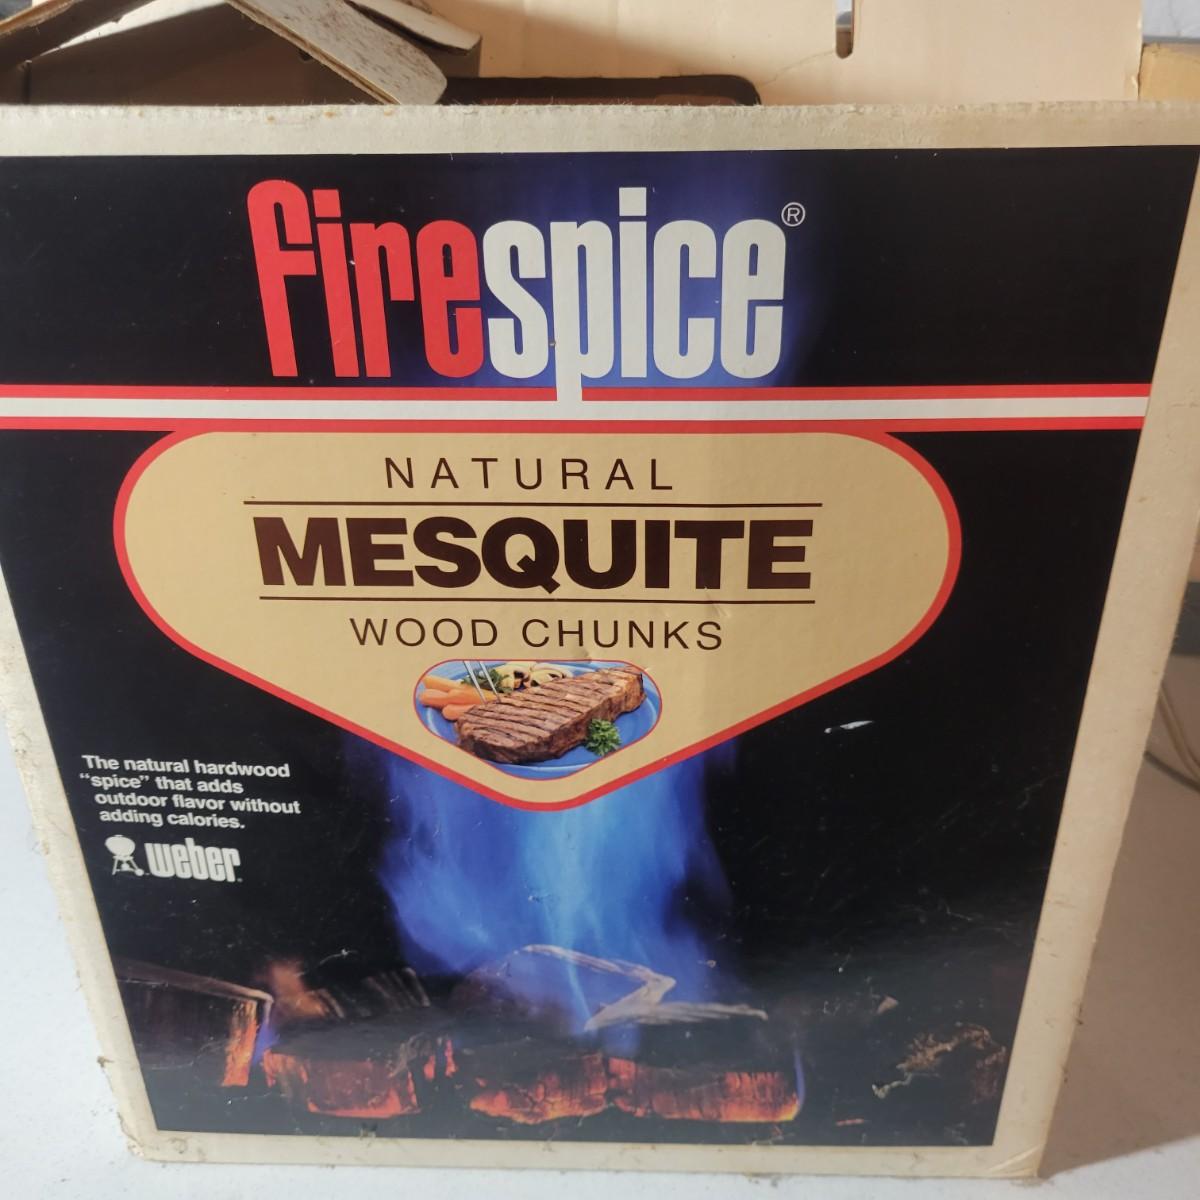 firespice®
NATURAL
MESQUITE
WOOD CHUNKS
The natural hardwood
“spice” that adds
outdoor flavor without
adding calories.
weber